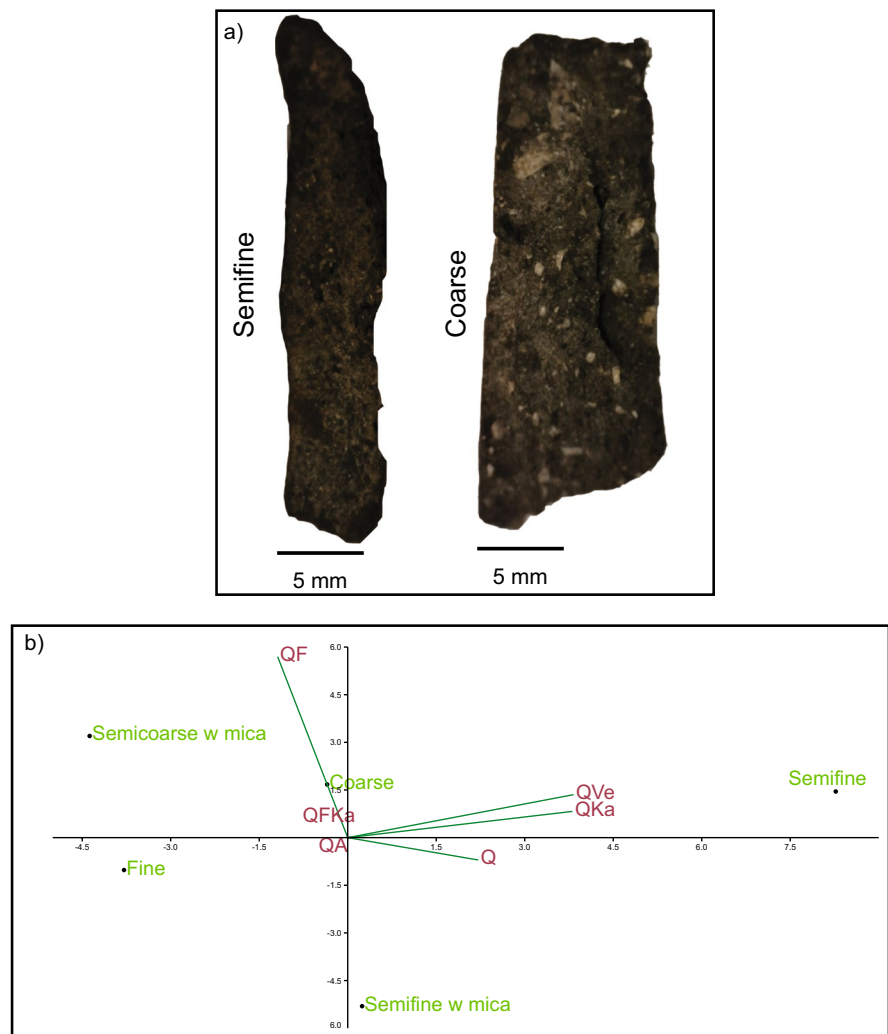 a)
Semifine
Coarse
5 mm
5 mm
b)
6.0
QF
4.5
Semicoarse w mica
3.0
Coarse
1.5
Semifine
QVe
QKa
QFKa
QA
-4.5 -3.0 -1.5 1.5 3.0 4.5 6.0 7.5
Q
Fine
-1.5
-3.0
-4.5
Semifine w mica
6.0